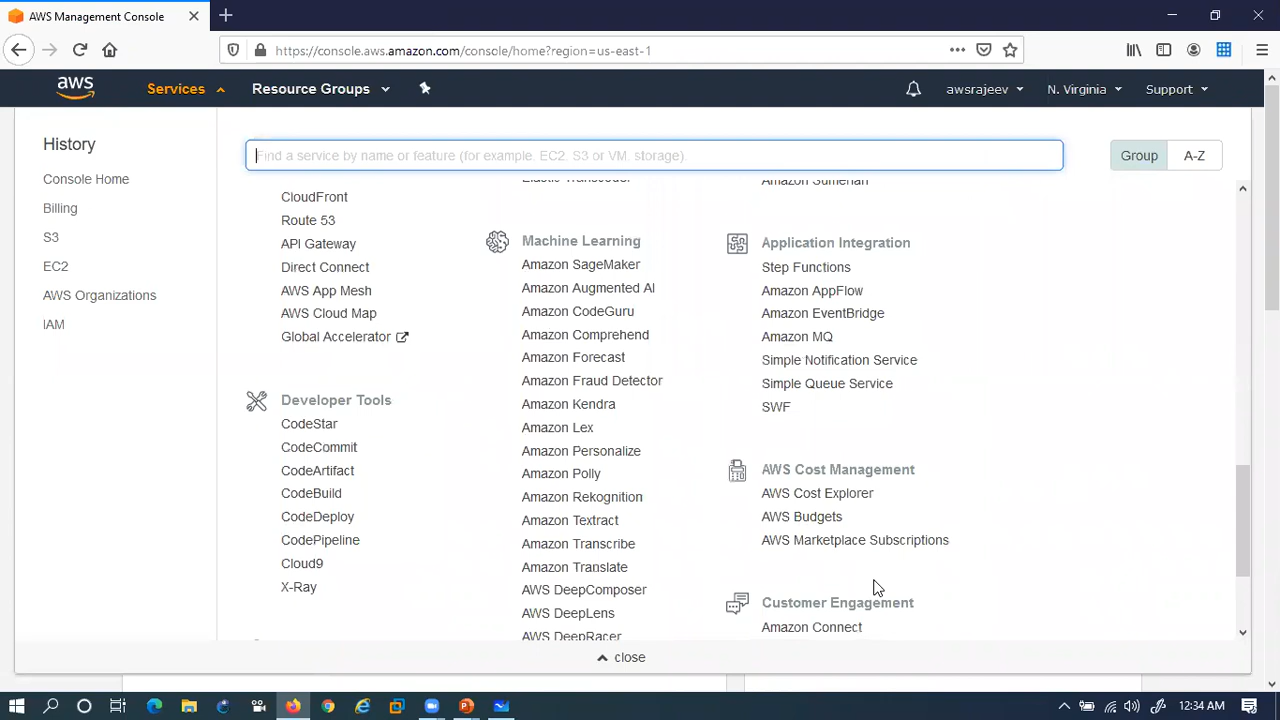 AWS Management Console
https://console.aws.amazon.com/console/home?region=us-east-1
aws
Services
Resource Groups
awsrajeev
N. Virginia
Support
History
Console Home
Billing
S3
EC2
AWS Organizations
IAM
Find a service by name or feature (for example, EC2, S3 or VM, storage).
Group
A-Z
CloudFront
Route 53
API Gateway
Direct Connect
AWS App Mesh
AWS Cloud Map
Global Accelerator
Developer Tools
CodeStar
CodeCommit
CodeArtifact
CodeBuild
CodeDeploy
CodePipeline
Cloud9
X-Ray
Elastic Transcoder
Machine Learning
Amazon SageMaker
Amazon Augmented AI
Amazon CodeGuru
Amazon Comprehend
Amazon Forecast
Amazon Fraud Detector
Amazon Kendra
Amazon Lex
Amazon Personalize
Amazon Polly
Amazon Rekognition
Amazon Textract
Amazon Transcribe
Amazon Translate
AWS DeepComposer
AWS DeepLens
AWS DeepRacer
Amazon Sumerian
Application Integration
Step Functions
Amazon AppFlow
Amazon EventBridge
Amazon MQ
Simple Notification Service
Simple Queue Service
SWF
AWS Cost Management
AWS Cost Explorer
AWS Budgets
AWS Marketplace Subscriptions
Customer Engagement
Amazon Connect
close
12:34 AM